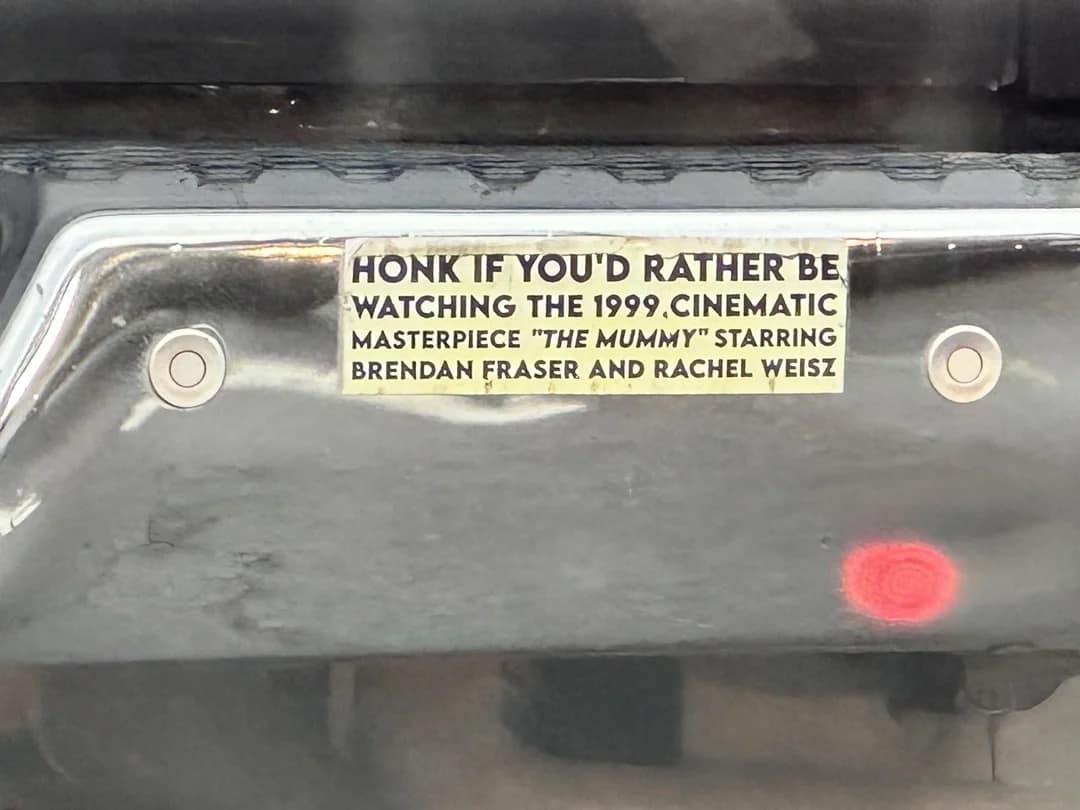 HONK IF YOU'D RATHER BE
WATCHING THE 1999 CINEMATIC
MASTERPIECE "THE MUMMY" STARRING
BRENDAN FRASER AND RACHEL WEISZ